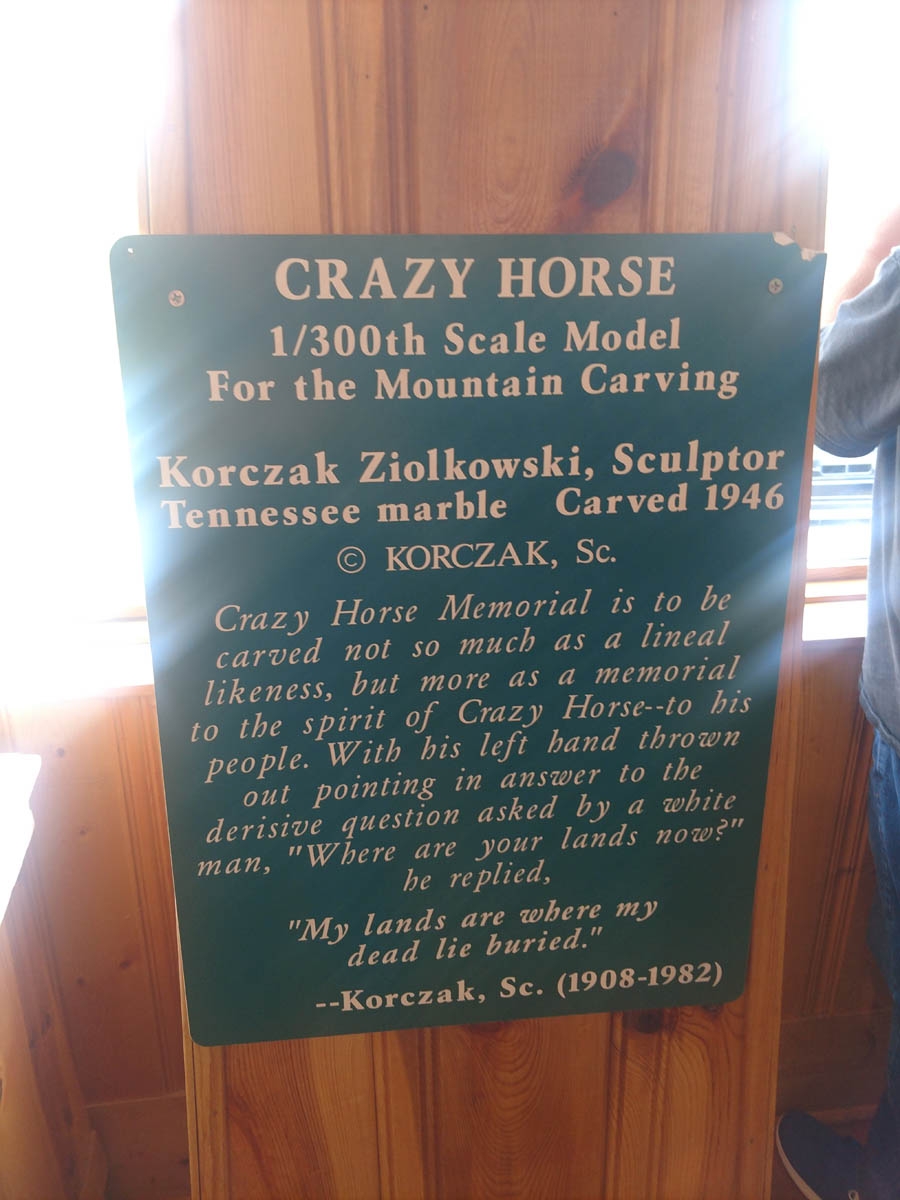 CRAZY HORSE
1/300th Scale Model
For the Mountain Carving
Korczak Ziolkowski, Sculptor
Tennessee marble Carved 1946
© KORCZAK, Sc.
Crazy Horse Memorial is to be
carved not so much as a lineal
likeness, but more as a memorial
to the spirit of Crazy Horse--to his
people. With his left hand thrown
out pointing in answer to the
derisive question asked by a white
man, "Where are your lands now?"
he replied,
"My lands are where my
dead lie buried."
--Korczak, Sc. (1908-1982)